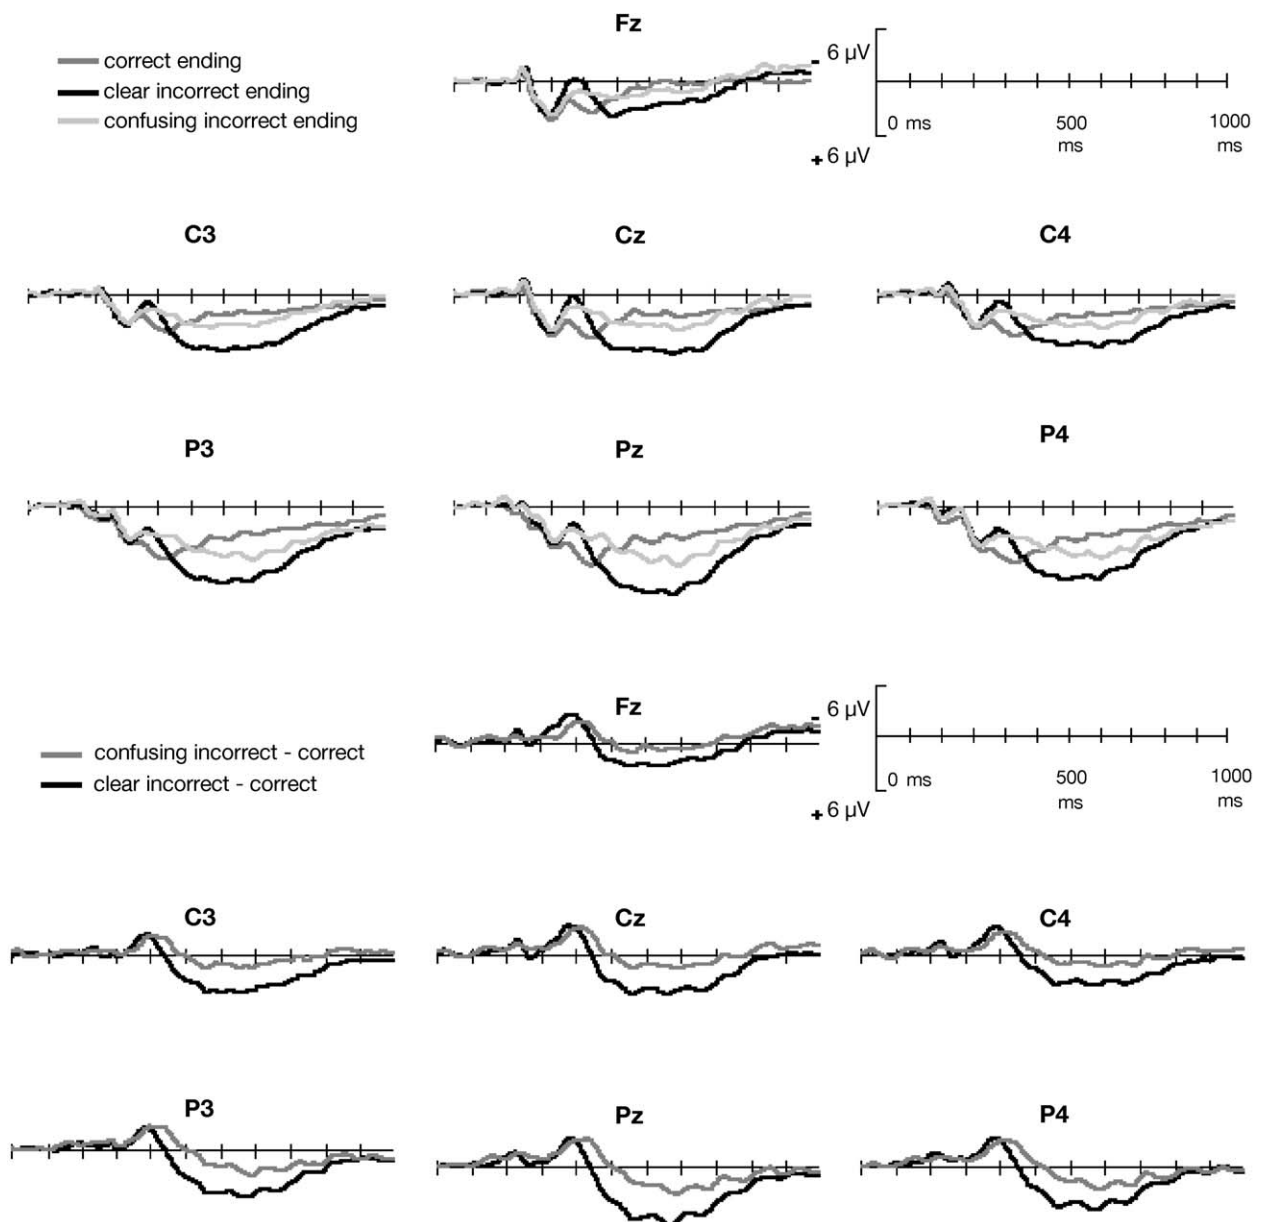 Fz
correct ending
clear incorrect ending
confusing incorrect ending
- 6 µV
+ 6 µV
0 ms
500
ms
1000
ms
C3
Cz
C4
P3
Pz
P4
Fz
confusing incorrect - correct
clear incorrect - correct
- 6 µV
+ 6 µV
0 ms
500
ms
1000
ms
C3
Cz
C4
P3
Pz
P4